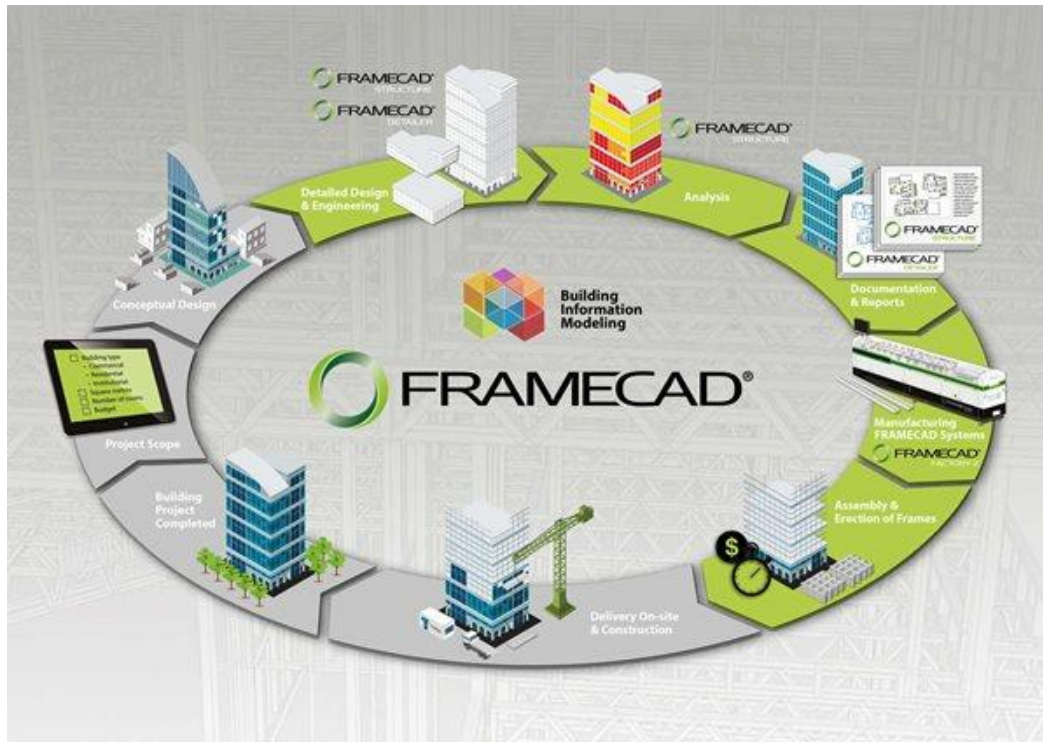 FRAMECAD®
STRUCTURE
FRAMECAD®
DETAILER
FRAMECAD®
STRUCTURE
Detailed Design
& Engineering
Analysis
FRAMECAD®
STRUCTURE
FRAMECAD®
DETAILER
Documentation
& Reports
Conceptual Design
Building
Information
Modeling
FRAMECAD®
Building type
- Commercial
- Residential
- Institutional
Square metres
Number of rooms
Budget
Project Scope
Manufacturing
FRAMECAD Systems
FRAMECAD®
FACTORY 2
Building
Project
Completed
Assembly &
Erection of Frames
$
Delivery On-site
& Construction